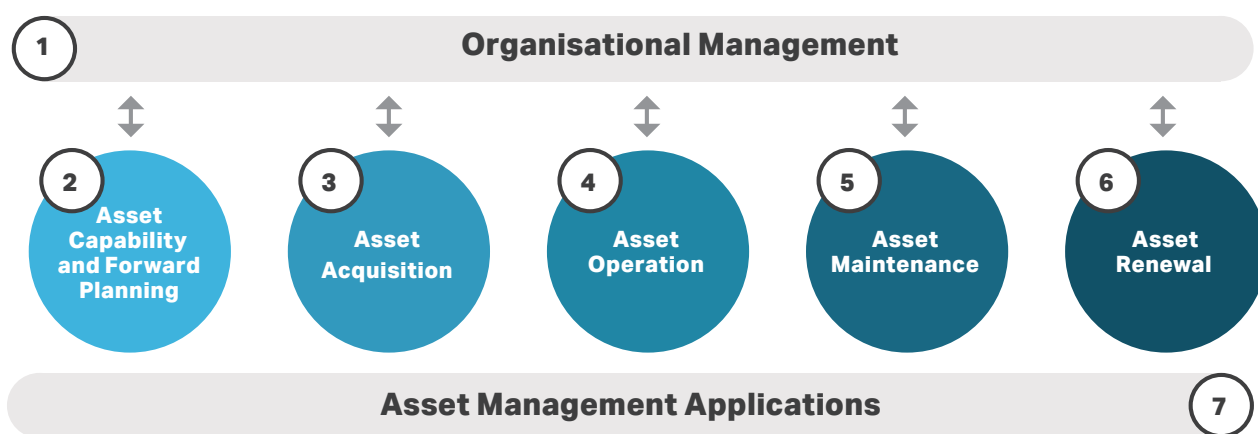 1
Organisational Management
2
Asset
Capability
and Forward
Planning
3
Asset
Acquisition
4
Asset
Operation
5
Asset
Maintenance
6
Asset
Renewal
Asset Management Applications
7